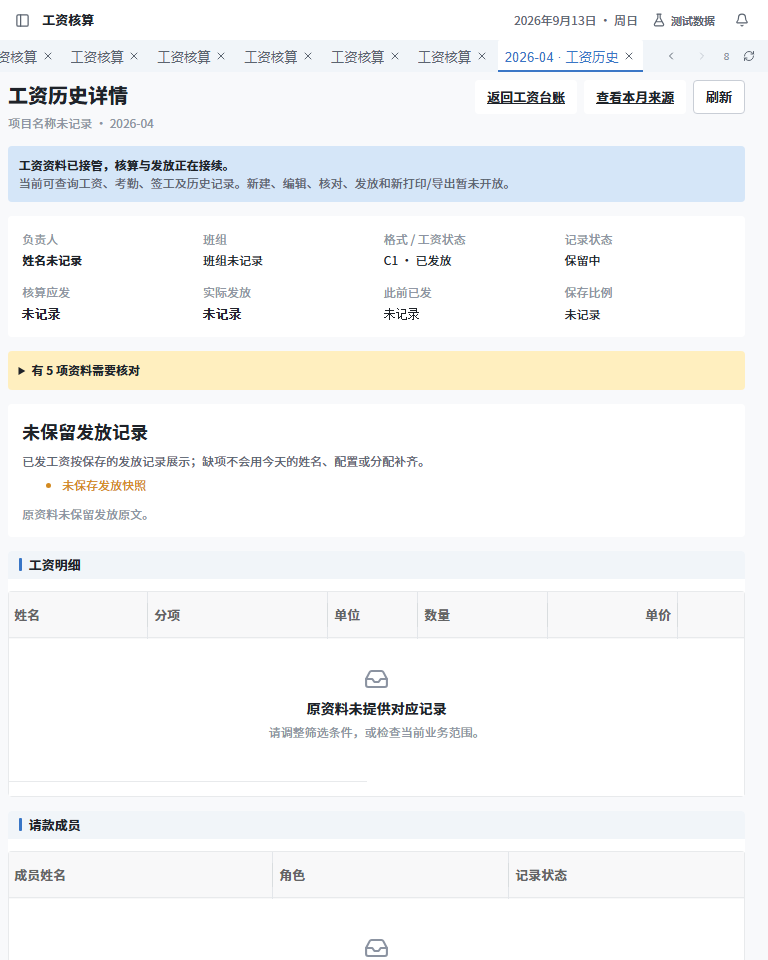 工资核算
2026年9月13日 · 周日 测试数据
资核算 工资核算 工资核算 工资核算 工资核算 工资核算 2026-04 · 工资历史 8
工资历史详情
返回工资台账 查看本月来源 刷新
项目名称未记录 · 2026-04
工资资料已接管，核算与发放正在接续。
当前可查询工资、考勤、签工及历史记录。新建、编辑、核对、发放和新打印/导出暂未开放。
负责人 班组 格式 / 工资状态 记录状态
姓名未记录 班组未记录 C1 · 已发放 保留中
核算应发 实际发放 此前已发 保存比例
未记录 未记录 未记录 未记录
有 5 项资料需要核对
未保留发放记录
已发工资按保存的发放记录展示；缺项不会用今天的姓名、配置或分配补齐。
未保存发放快照
原资料未保留发放原文。
工资明细
姓名 分项 单位 数量 单价
原资料未提供对应记录
请调整筛选条件，或检查当前业务范围。
请款成员
成员姓名 角色 记录状态